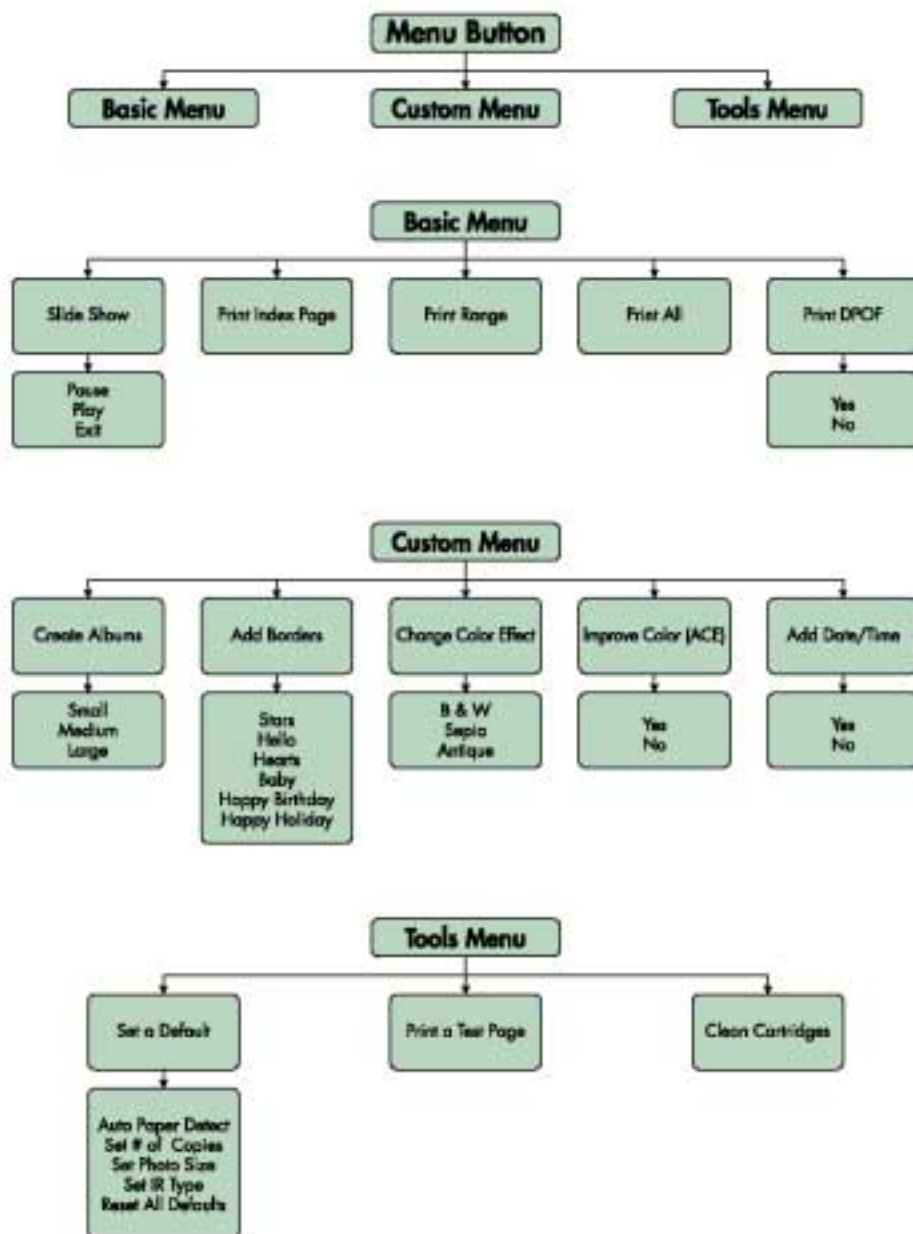 Menu Button
Basic Menu
Custom Menu
Tools Menu
Basic Menu
Slide Show
Print Index Page
Print Range
Print All
Print DPOF
Pause
Play
Exit
Yes
No
Custom Menu
Create Albums
Add Borders
Change Color Effect
Improve Color (ACE)
Add Date/Time
Small
Medium
Large
Stars
Hello
Hearts
Baby
Happy Birthday
Happy Holiday
B & W
Sepia
Antique
Yes
No
Yes
No
Tools Menu
Set a Default
Print a Test Page
Clean Cartridges
Auto Paper Detect
Set # of Copies
Set Photo Size
Set IR Type
Reset All Defaults